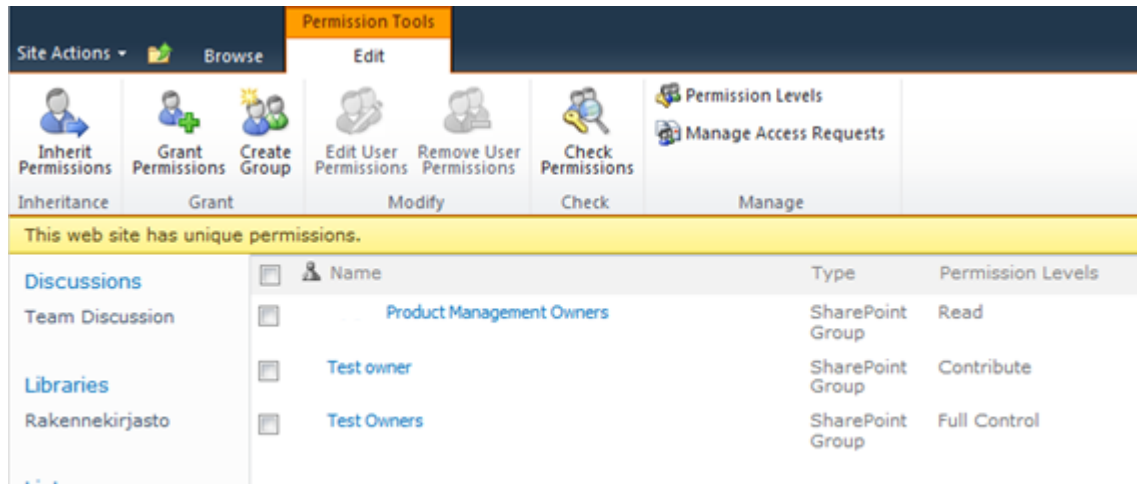 Permission Tools
Site Actions Browse Edit
Inherit Permissions
Grant Permissions
Create Group
Edit User Permissions
Remove User Permissions
Check Permissions
Permission Levels
Manage Access Requests
Inheritance Grant Modify Check Manage
This web site has unique permissions.
Discussions
Team Discussion
Libraries
Rakennekirjasto
Name Type Permission Levels
Product Management Owners SharePoint Group Read
Test owner SharePoint Group Contribute
Test Owners SharePoint Group Full Control